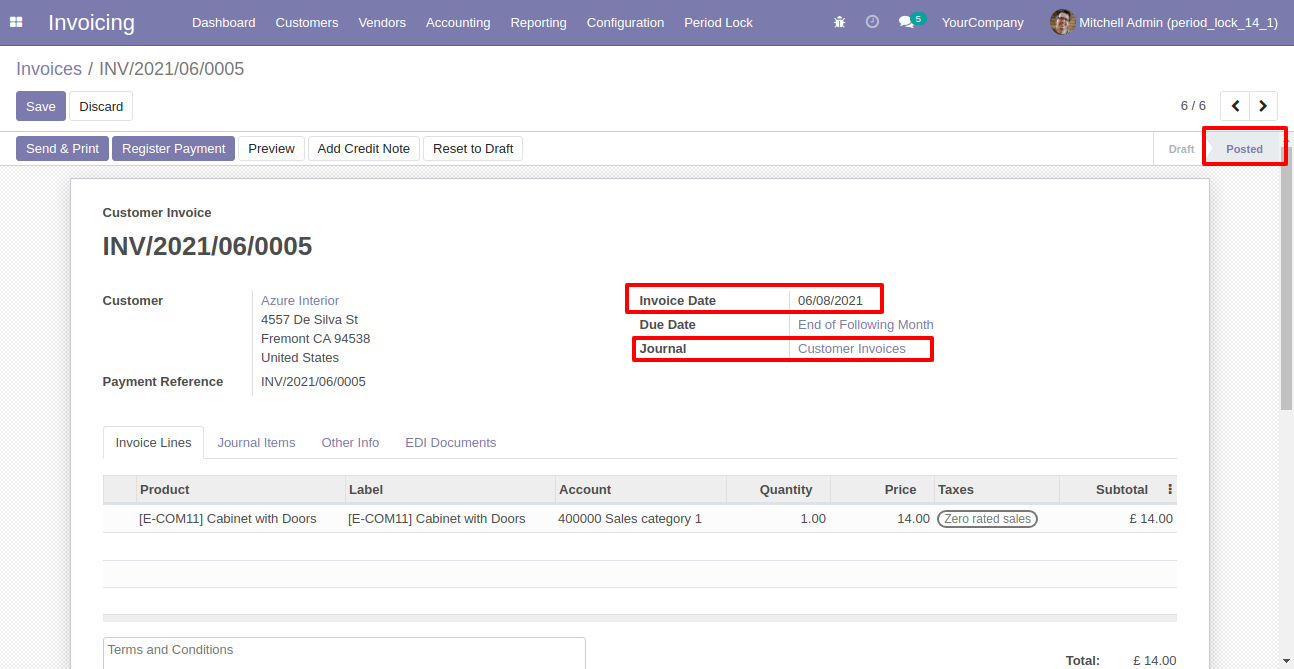 Invoicing Dashboard Customers Vendors Accounting Reporting Configuration Period Lock 5 YourCompany Mitchell Admin (period_lock_14_1)
Invoices / INV/2021/06/0005
Save Discard 6 / 6
Send & Print Register Payment Preview Add Credit Note Reset to Draft Draft Posted
Customer Invoice
INV/2021/06/0005
Customer Azure Interior
4557 De Silva St
Fremont CA 94538
United States
Payment Reference INV/2021/06/0005
Invoice Date 06/08/2021
Due Date End of Following Month
Journal Customer Invoices
Invoice Lines Journal Items Other Info EDI Documents
Product Label Account Quantity Price Taxes Subtotal
[E-COM11] Cabinet with Doors [E-COM11] Cabinet with Doors 400000 Sales category 1 1.00 14.00 Zero rated sales £ 14.00
Terms and Conditions
Total: £ 14.00